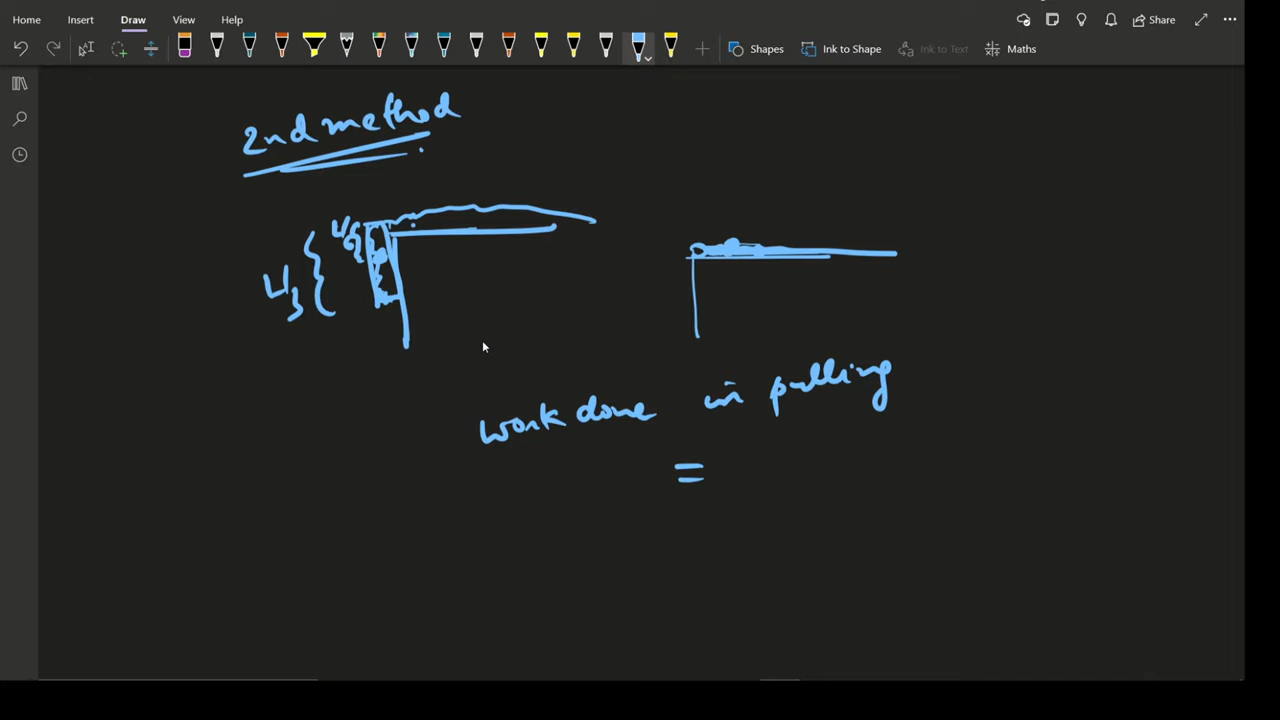 Home Insert Draw View Help Share
Shapes Ink to Shape Ink to Text Maths
2nd method
L/6
L/3
work done in pulling
=